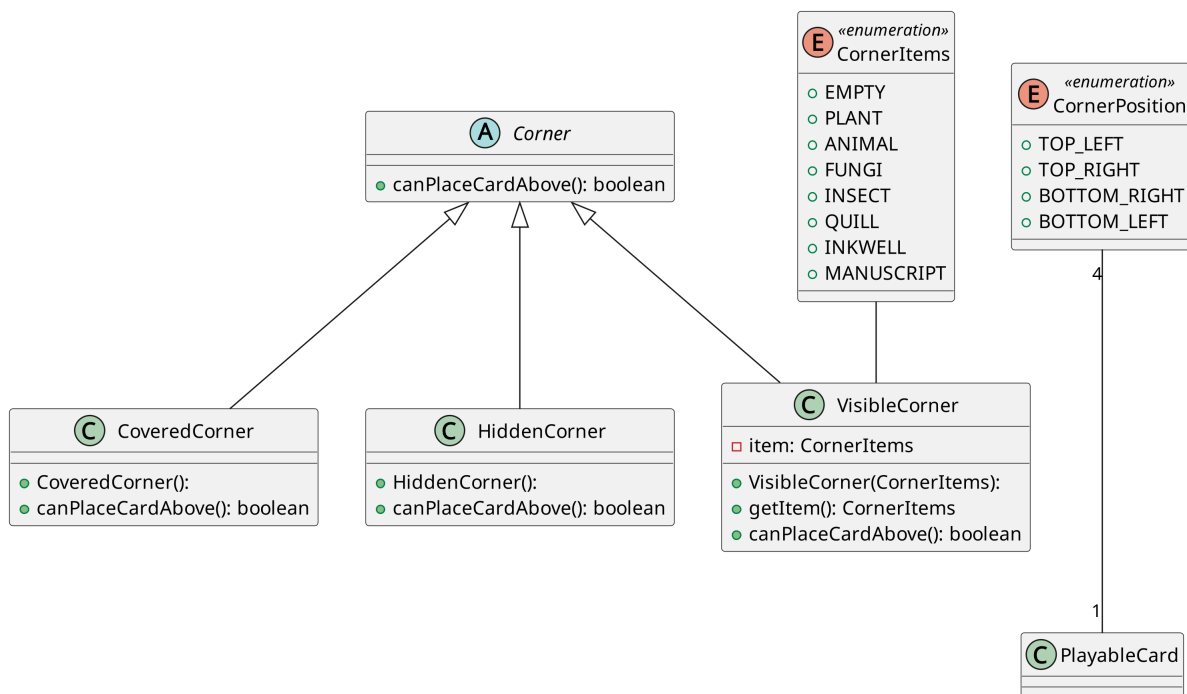 A Corner
canPlaceCardAbove(): boolean
«enumeration»
E CornerItems
EMPTY
PLANT
ANIMAL
FUNGI
INSECT
QUILL
INKWELL
MANUSCRIPT
«enumeration»
E CornerPosition
TOP_LEFT
TOP_RIGHT
BOTTOM_RIGHT
BOTTOM_LEFT
4
C CoveredCorner
CoveredCorner():
canPlaceCardAbove(): boolean
C HiddenCorner
HiddenCorner():
canPlaceCardAbove(): boolean
C VisibleCorner
item: CornerItems
VisibleCorner(CornerItems):
getItem(): CornerItems
canPlaceCardAbove(): boolean
1
C PlayableCard